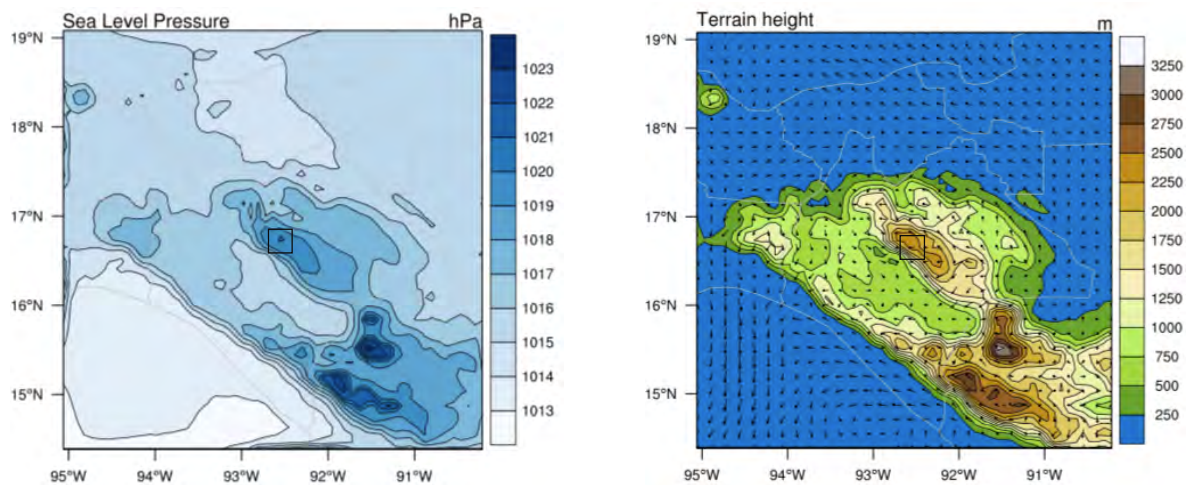 Sea Level Pressure hPa
19°N
18°N
17°N
16°N
15°N
95°W 94°W 93°W 92°W 91°W
1023
1022
1021
1020
1019
1018
1017
1016
1015
1014
1013
Terrain height m
19°N
18°N
17°N
16°N
15°N
95°W 94°W 93°W 92°W 91°W
3250
3000
2750
2500
2250
2000
1750
1500
1250
1000
750
500
250